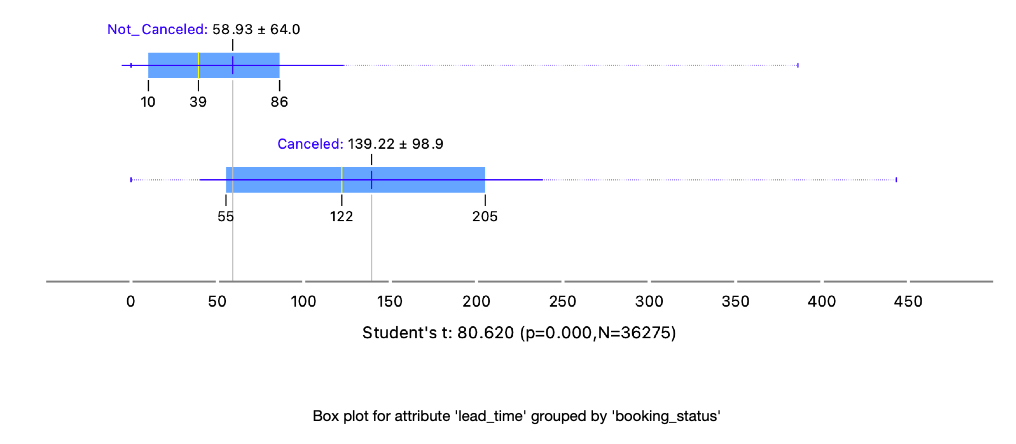 Not_Canceled: 58.93 ± 64.0
10 39 86
Canceled: 139.22 ± 98.9
55 122 205
0 50 100 150 200 250 300 350 400 450
Student's t: 80.620 (p=0.000,N=36275)
Box plot for attribute 'lead_time' grouped by 'booking_status'